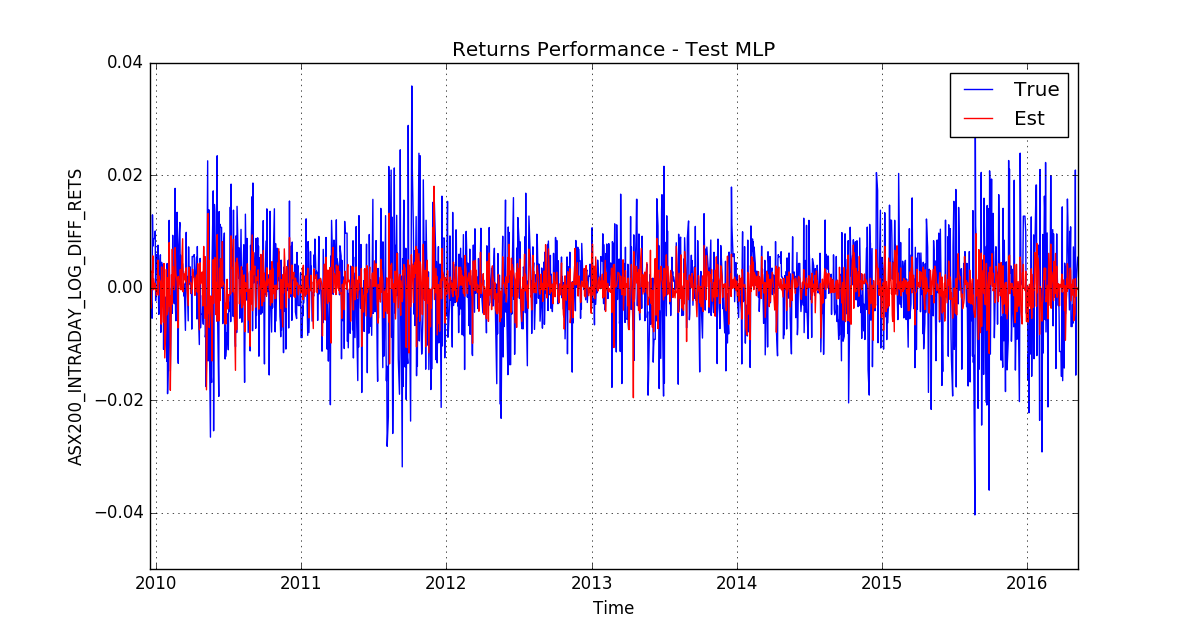 Returns Performance - Test MLP
True
Est
0.04
0.02
0.00
−0.02
−0.04
ASX200_INTRADAY_LOG_DIFF_RETS
2010 2011 2012 2013 2014 2015 2016
Time